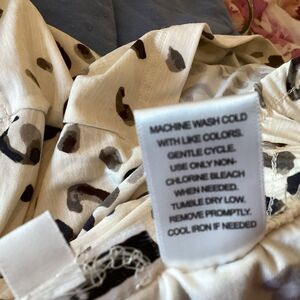 MACHINE WASH COLD
WITH LIKE COLORS.
GENTLE CYCLE.
USE ONLY NON-
CHLORINE BLEACH
WHEN NEEDED.
TUMBLE DRY LOW.
REMOVE PROMPTLY.
COOL IRON IF NEEDED